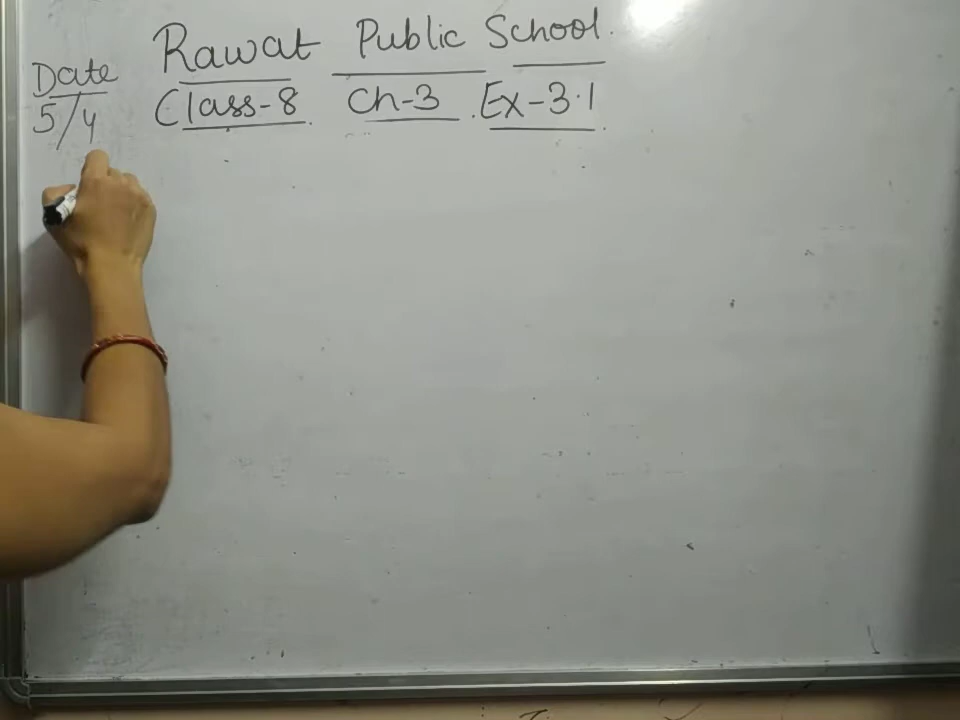 Rawat Public School.
Date
Class-8. Ch-3. Ex-3.1
5/4